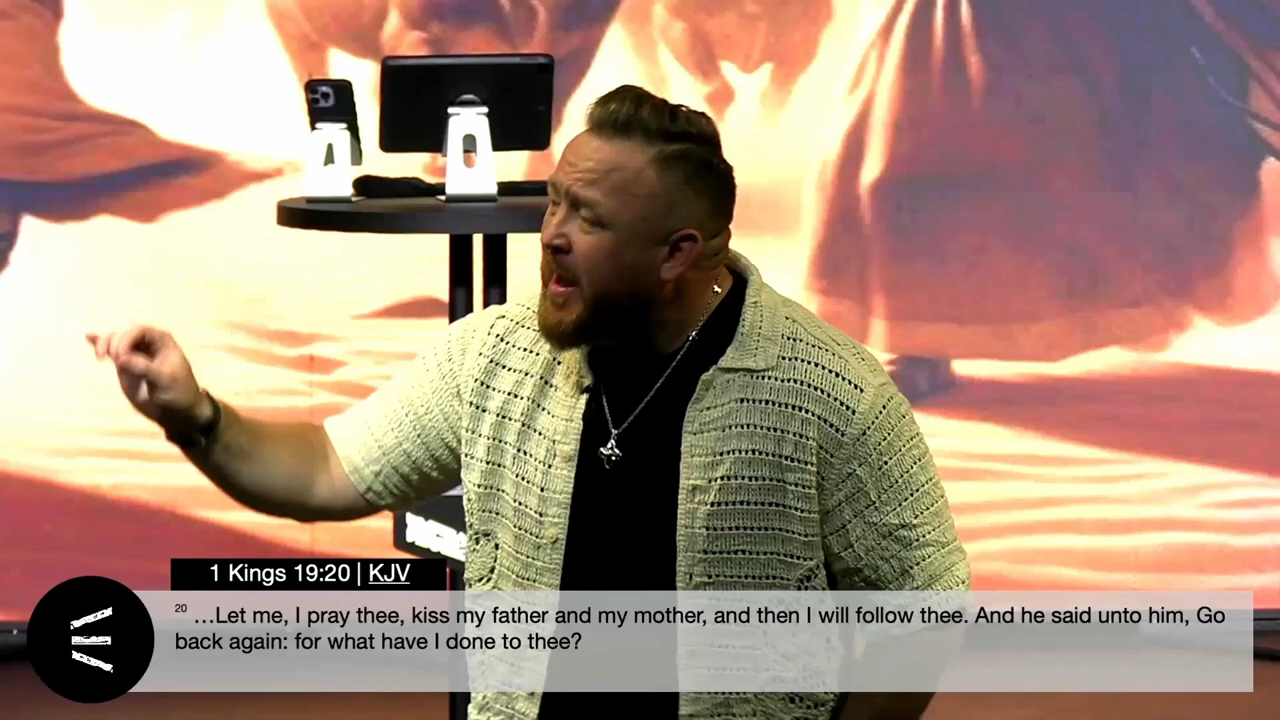 1 Kings 19:20 | KJV
20 …Let me, I pray thee, kiss my father and my mother, and then I will follow thee. And he said unto him, Go
back again: for what have I done to thee?